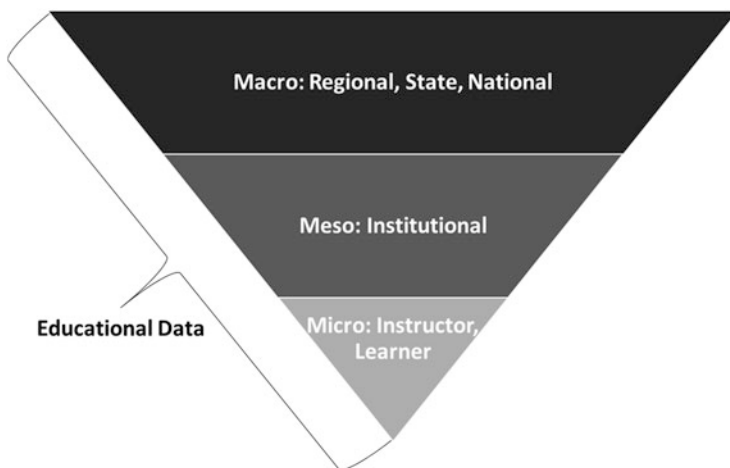 Macro: Regional, State, National
Meso: Institutional
Micro: Instructor,
Learner
Educational Data